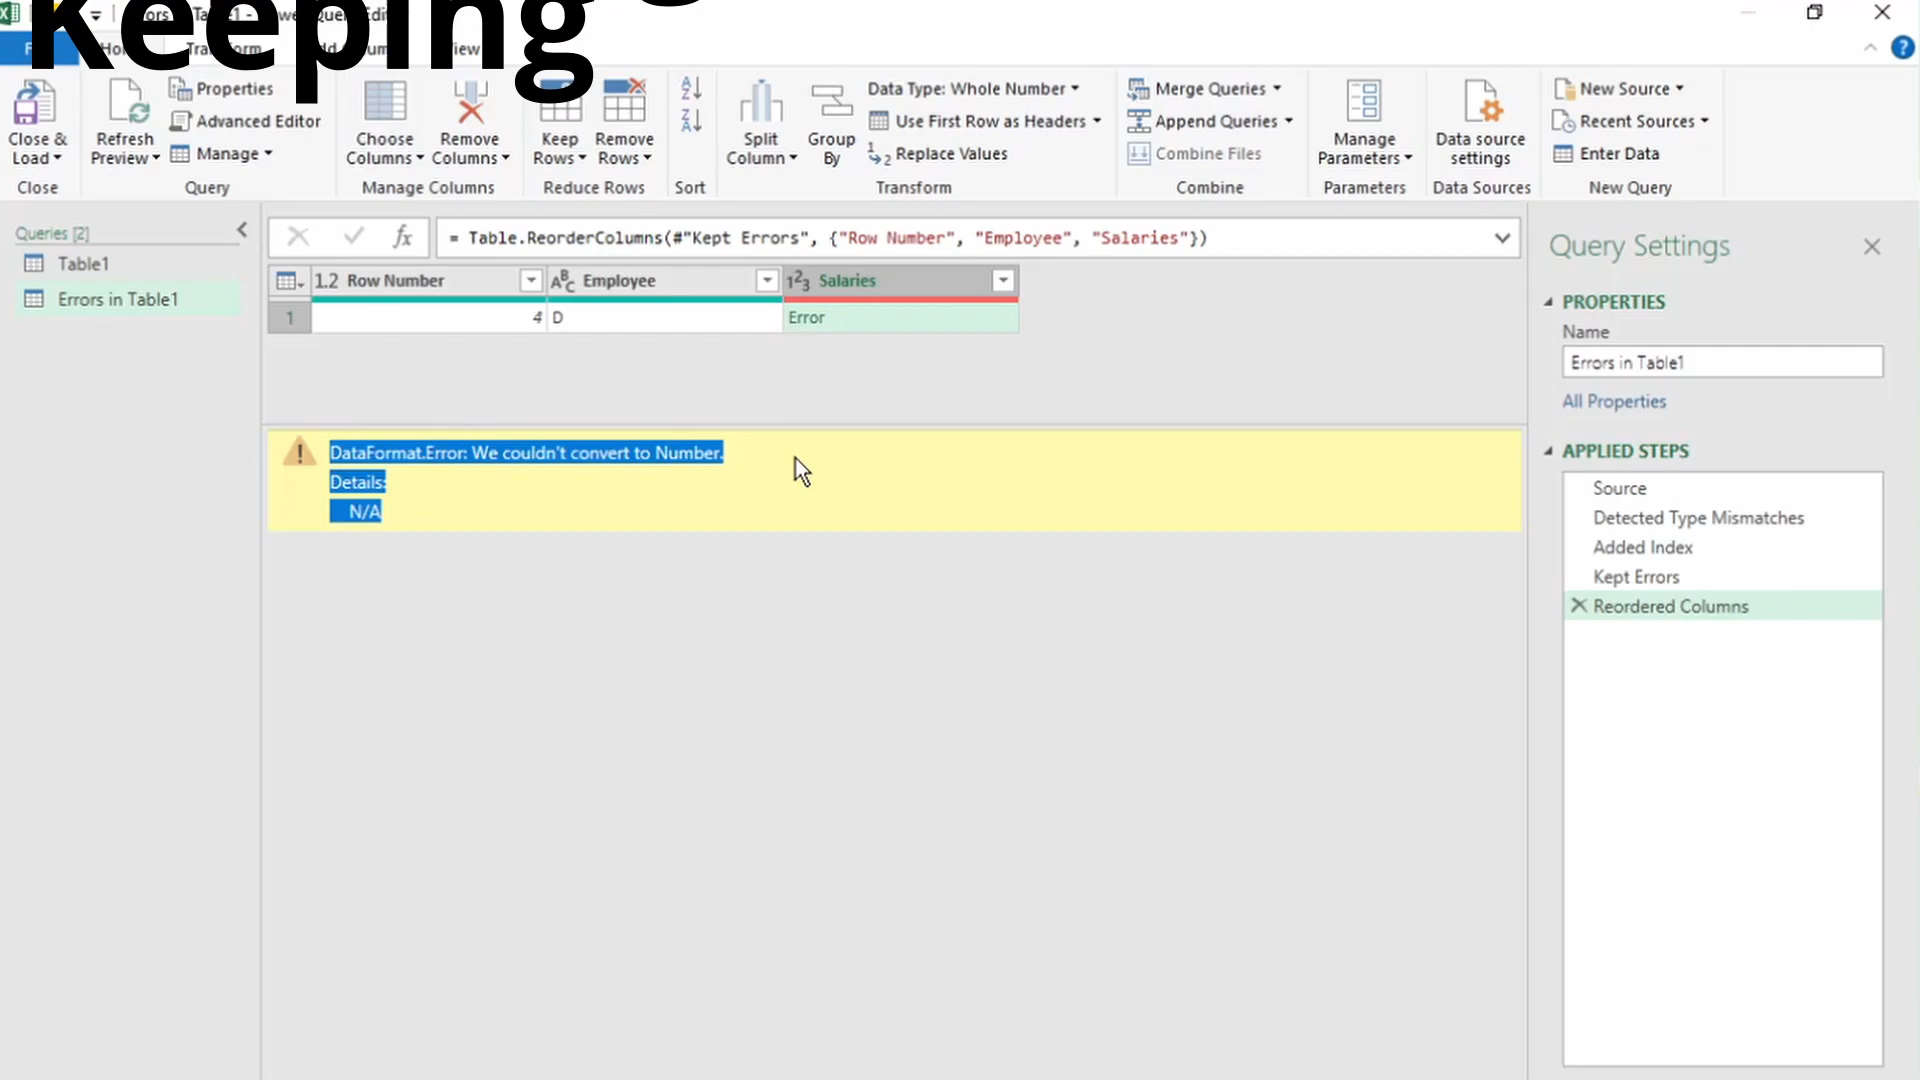 Keeping
Properties
Advanced Editor
Manage
Close &
Load
Refresh
Preview
Choose
Columns
Remove
Columns
Keep
Rows
Remove
Rows
Split
Column
Group
By
Data Type: Whole Number
Use First Row as Headers
Replace Values
Merge Queries
Append Queries
Combine Files
Manage
Parameters
Data source
settings
New Source
Recent Sources
Enter Data
Close
Query
Manage Columns
Reduce Rows
Sort
Transform
Combine
Parameters
Data Sources
New Query
Queries [2]
Table1
Errors in Table1
fx = Table.ReorderColumns(#"Kept Errors", {"Row Number", "Employee", "Salaries"})
1.2 Row Number ABC Employee 123 Salaries
1 4 D Error
DataFormat.Error: We couldn't convert to Number.
Details:
N/A
Query Settings
PROPERTIES
Name
Errors in Table1
All Properties
APPLIED STEPS
Source
Detected Type Mismatches
Added Index
Kept Errors
Reordered Columns